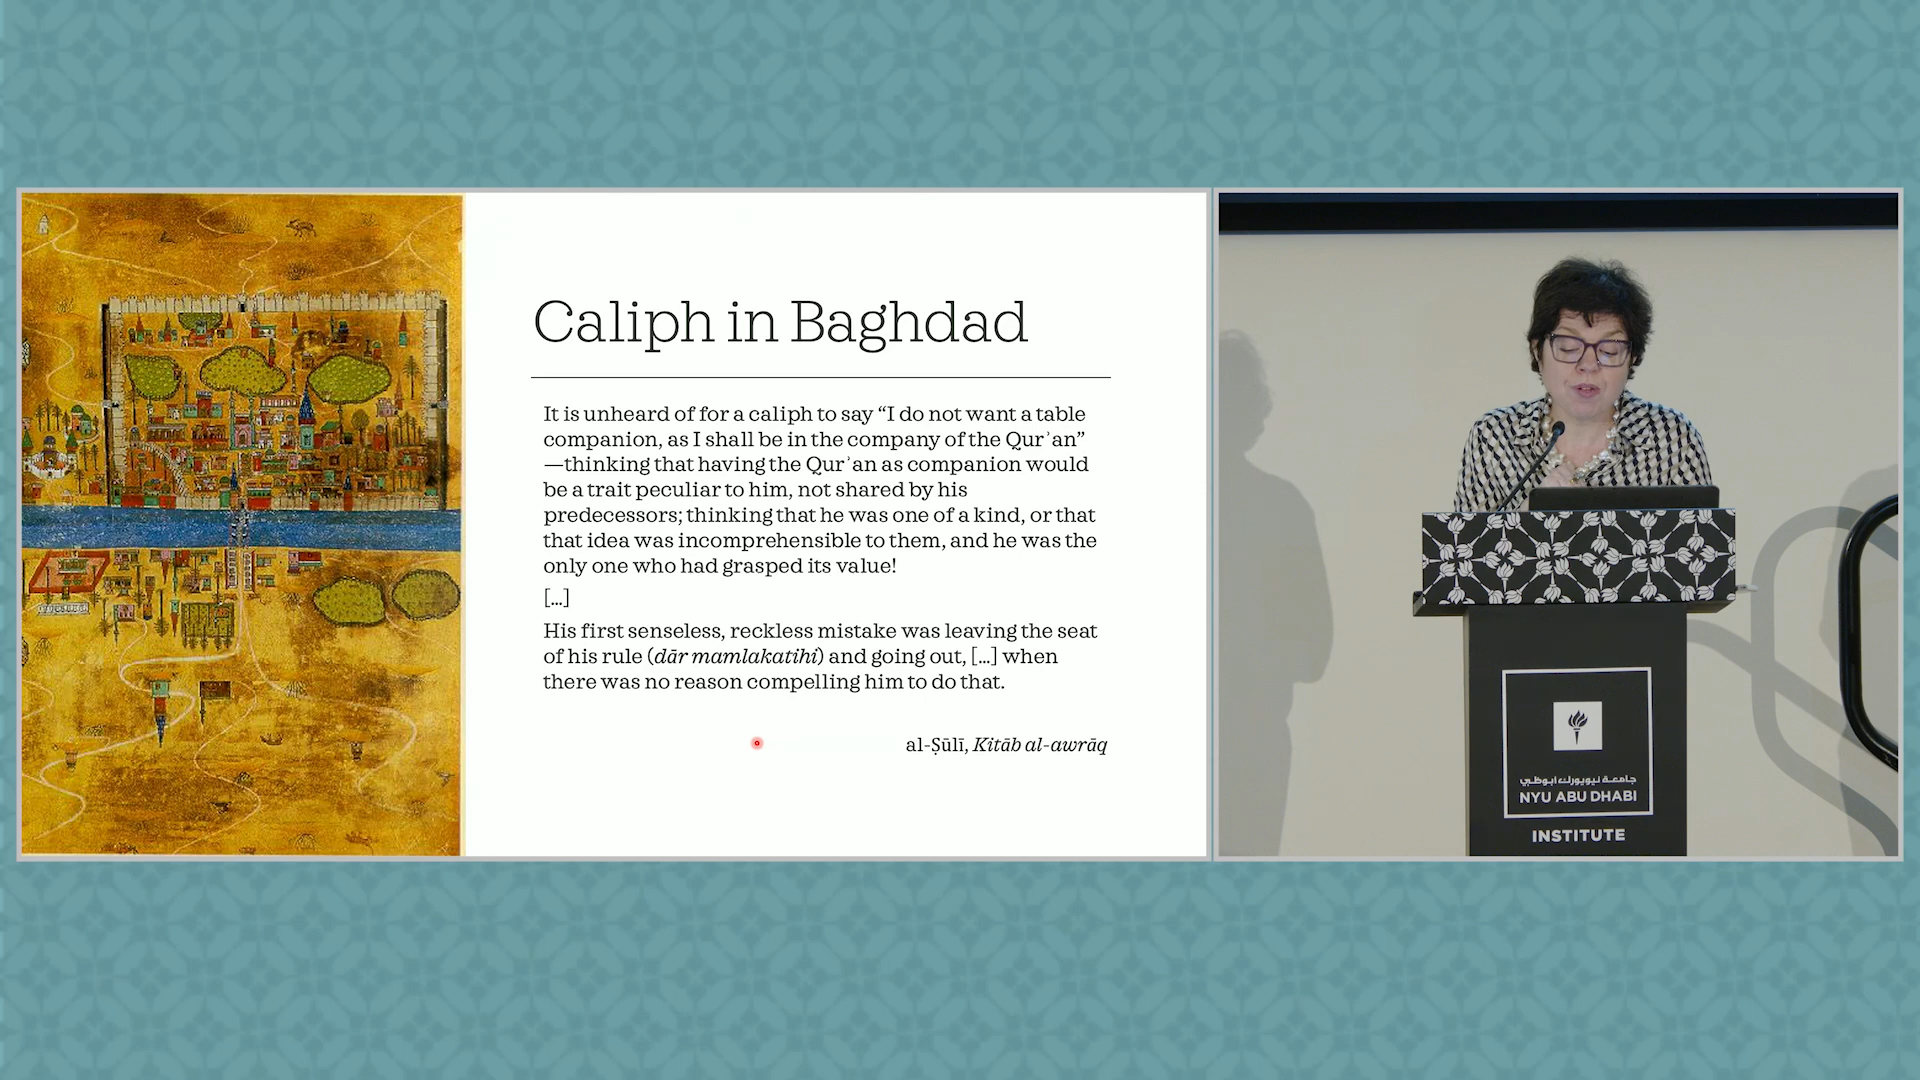 Caliph in Baghdad
It is unheard of for a caliph to say “I do not want a table
companion, as I shall be in the company of the Qurʾan”
—thinking that having the Qurʾan as companion would
be a trait peculiar to him, not shared by his
predecessors; thinking that he was one of a kind, or that
that idea was incomprehensible to them, and he was the
only one who had grasped its value!
[...]
His first senseless, reckless mistake was leaving the seat
of his rule (dār mamlakatihi) and going out, [...] when
there was no reason compelling him to do that.
al-Ṣūlī, Kitāb al-awrāq
جامعة نيويورك أبوظبي
NYU ABU DHABI
INSTITUTE